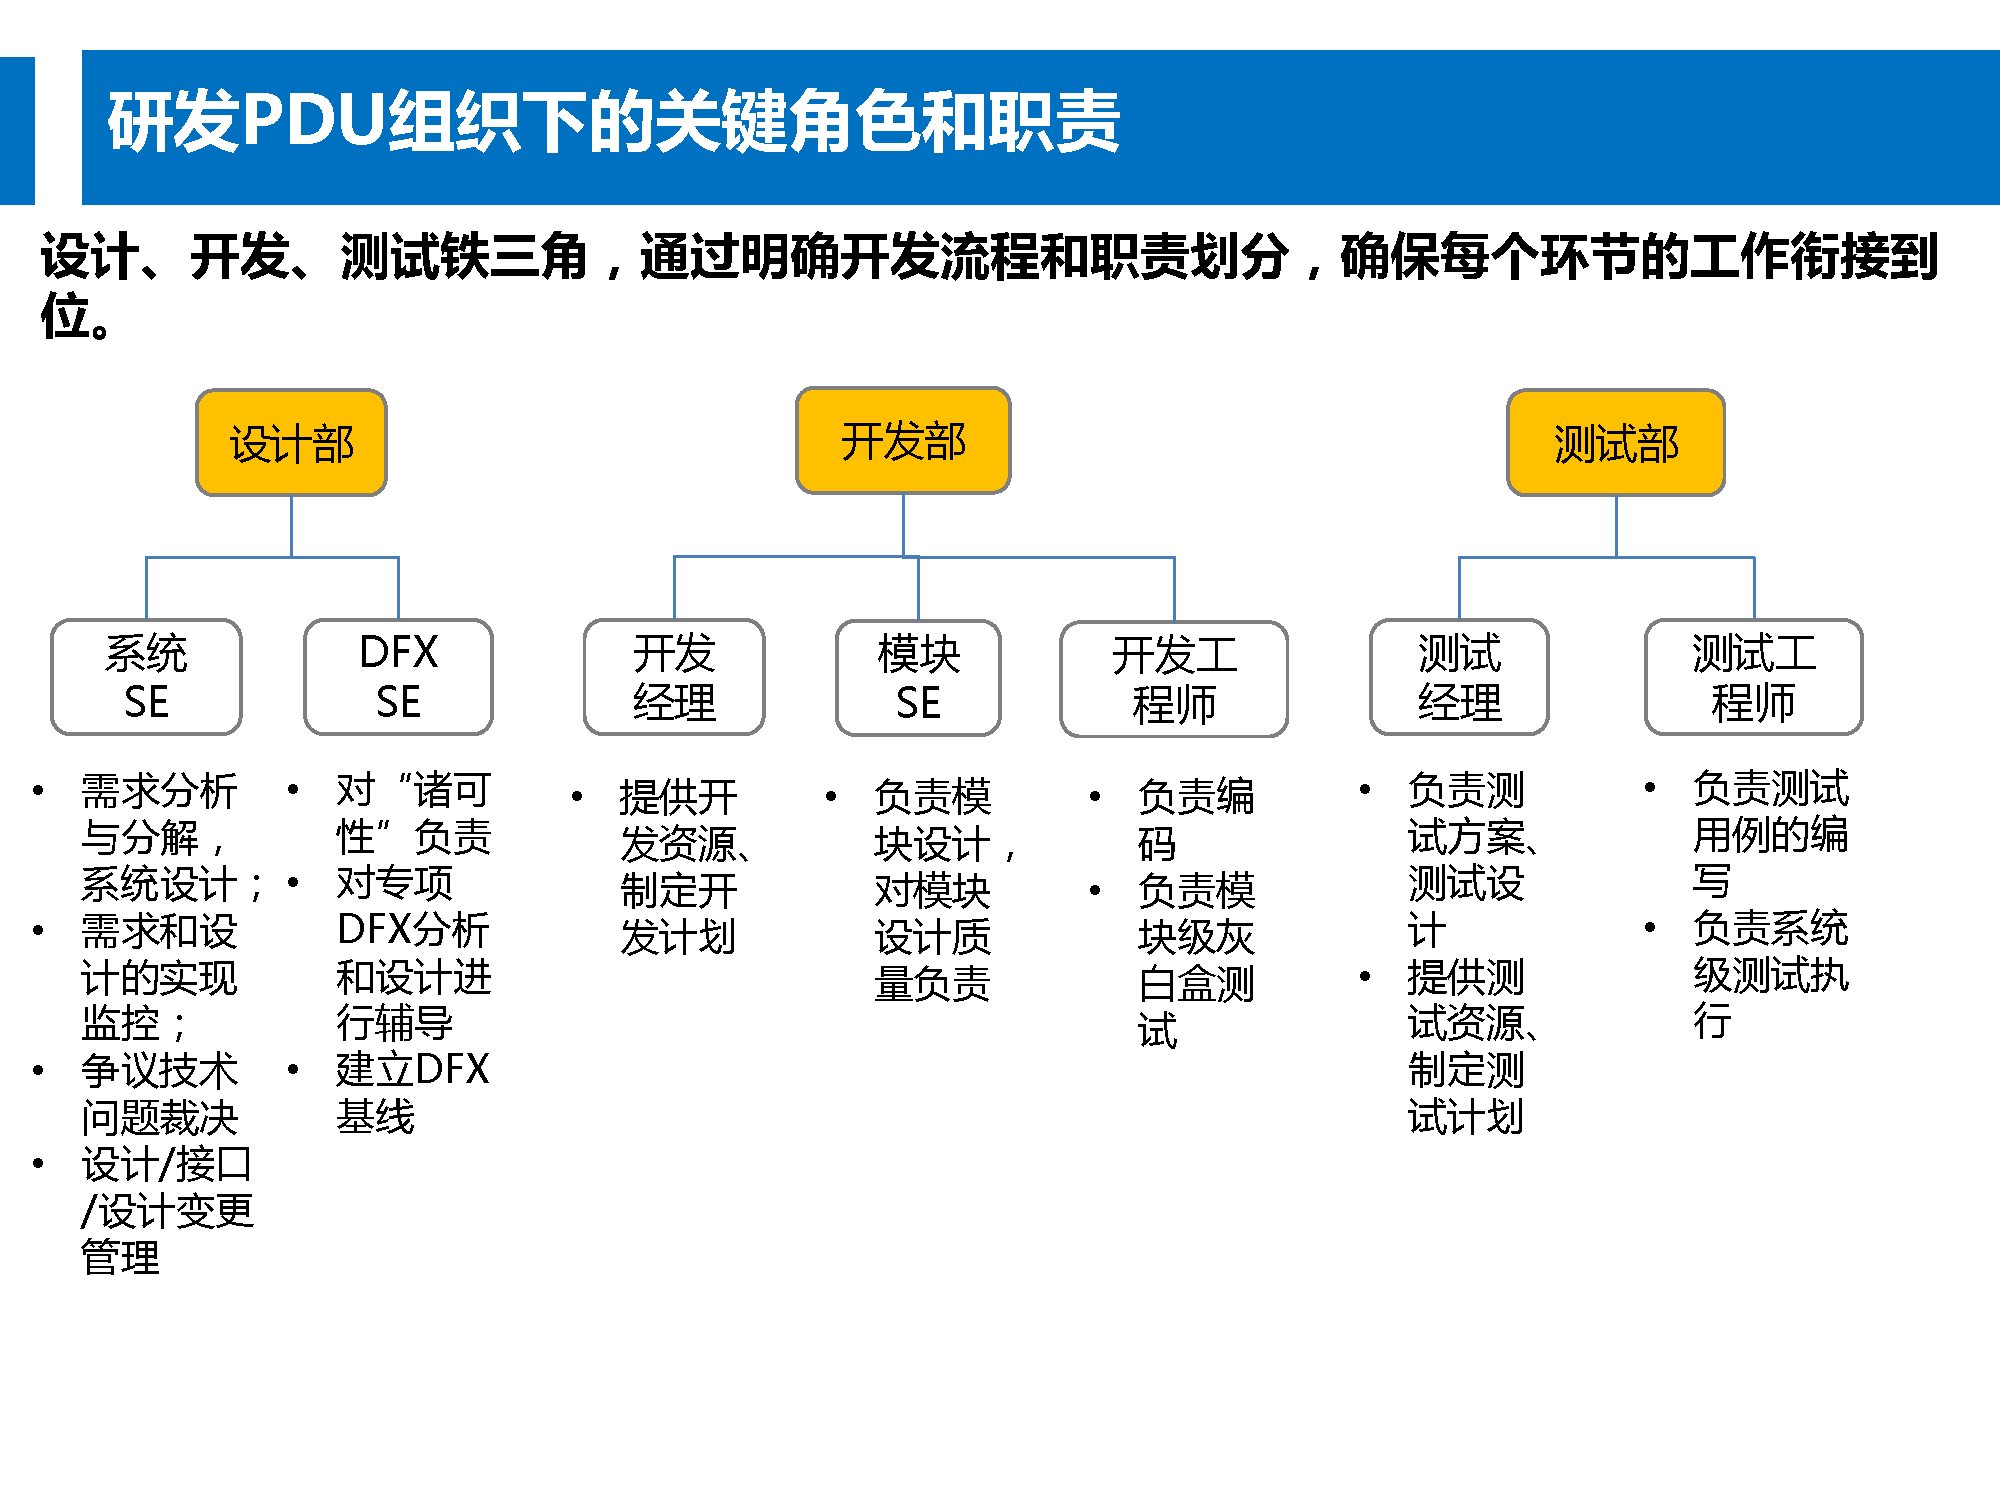 研发PDU组织下的关键角色和职责
设计、开发、测试铁三角，通过明确开发流程和职责划分，确保每个环节的工作衔接到
位。
设计部
开发部
测试部
系统
SE
DFX
SE
开发
经理
模块
SE
开发工
程师
测试
经理
测试工
程师
• 需求分析
与分解，
系统设计；
• 需求和设
计的实现
监控；
• 争议技术
问题裁决
• 设计/接口
/设计变更
管理
• 对“诸可
性”负责
• 对专项
DFX分析
和设计进
行辅导
• 建立DFX
基线
• 提供开
发资源、
制定开
发计划
• 负责模
块设计，
对模块
设计质
量负责
• 负责编
码
• 负责模
块级灰
白盒测
试
• 负责测
试方案、
测试设
计
• 提供测
试资源、
制定测
试计划
• 负责测试
用例的编
写
• 负责系统
级测试执
行